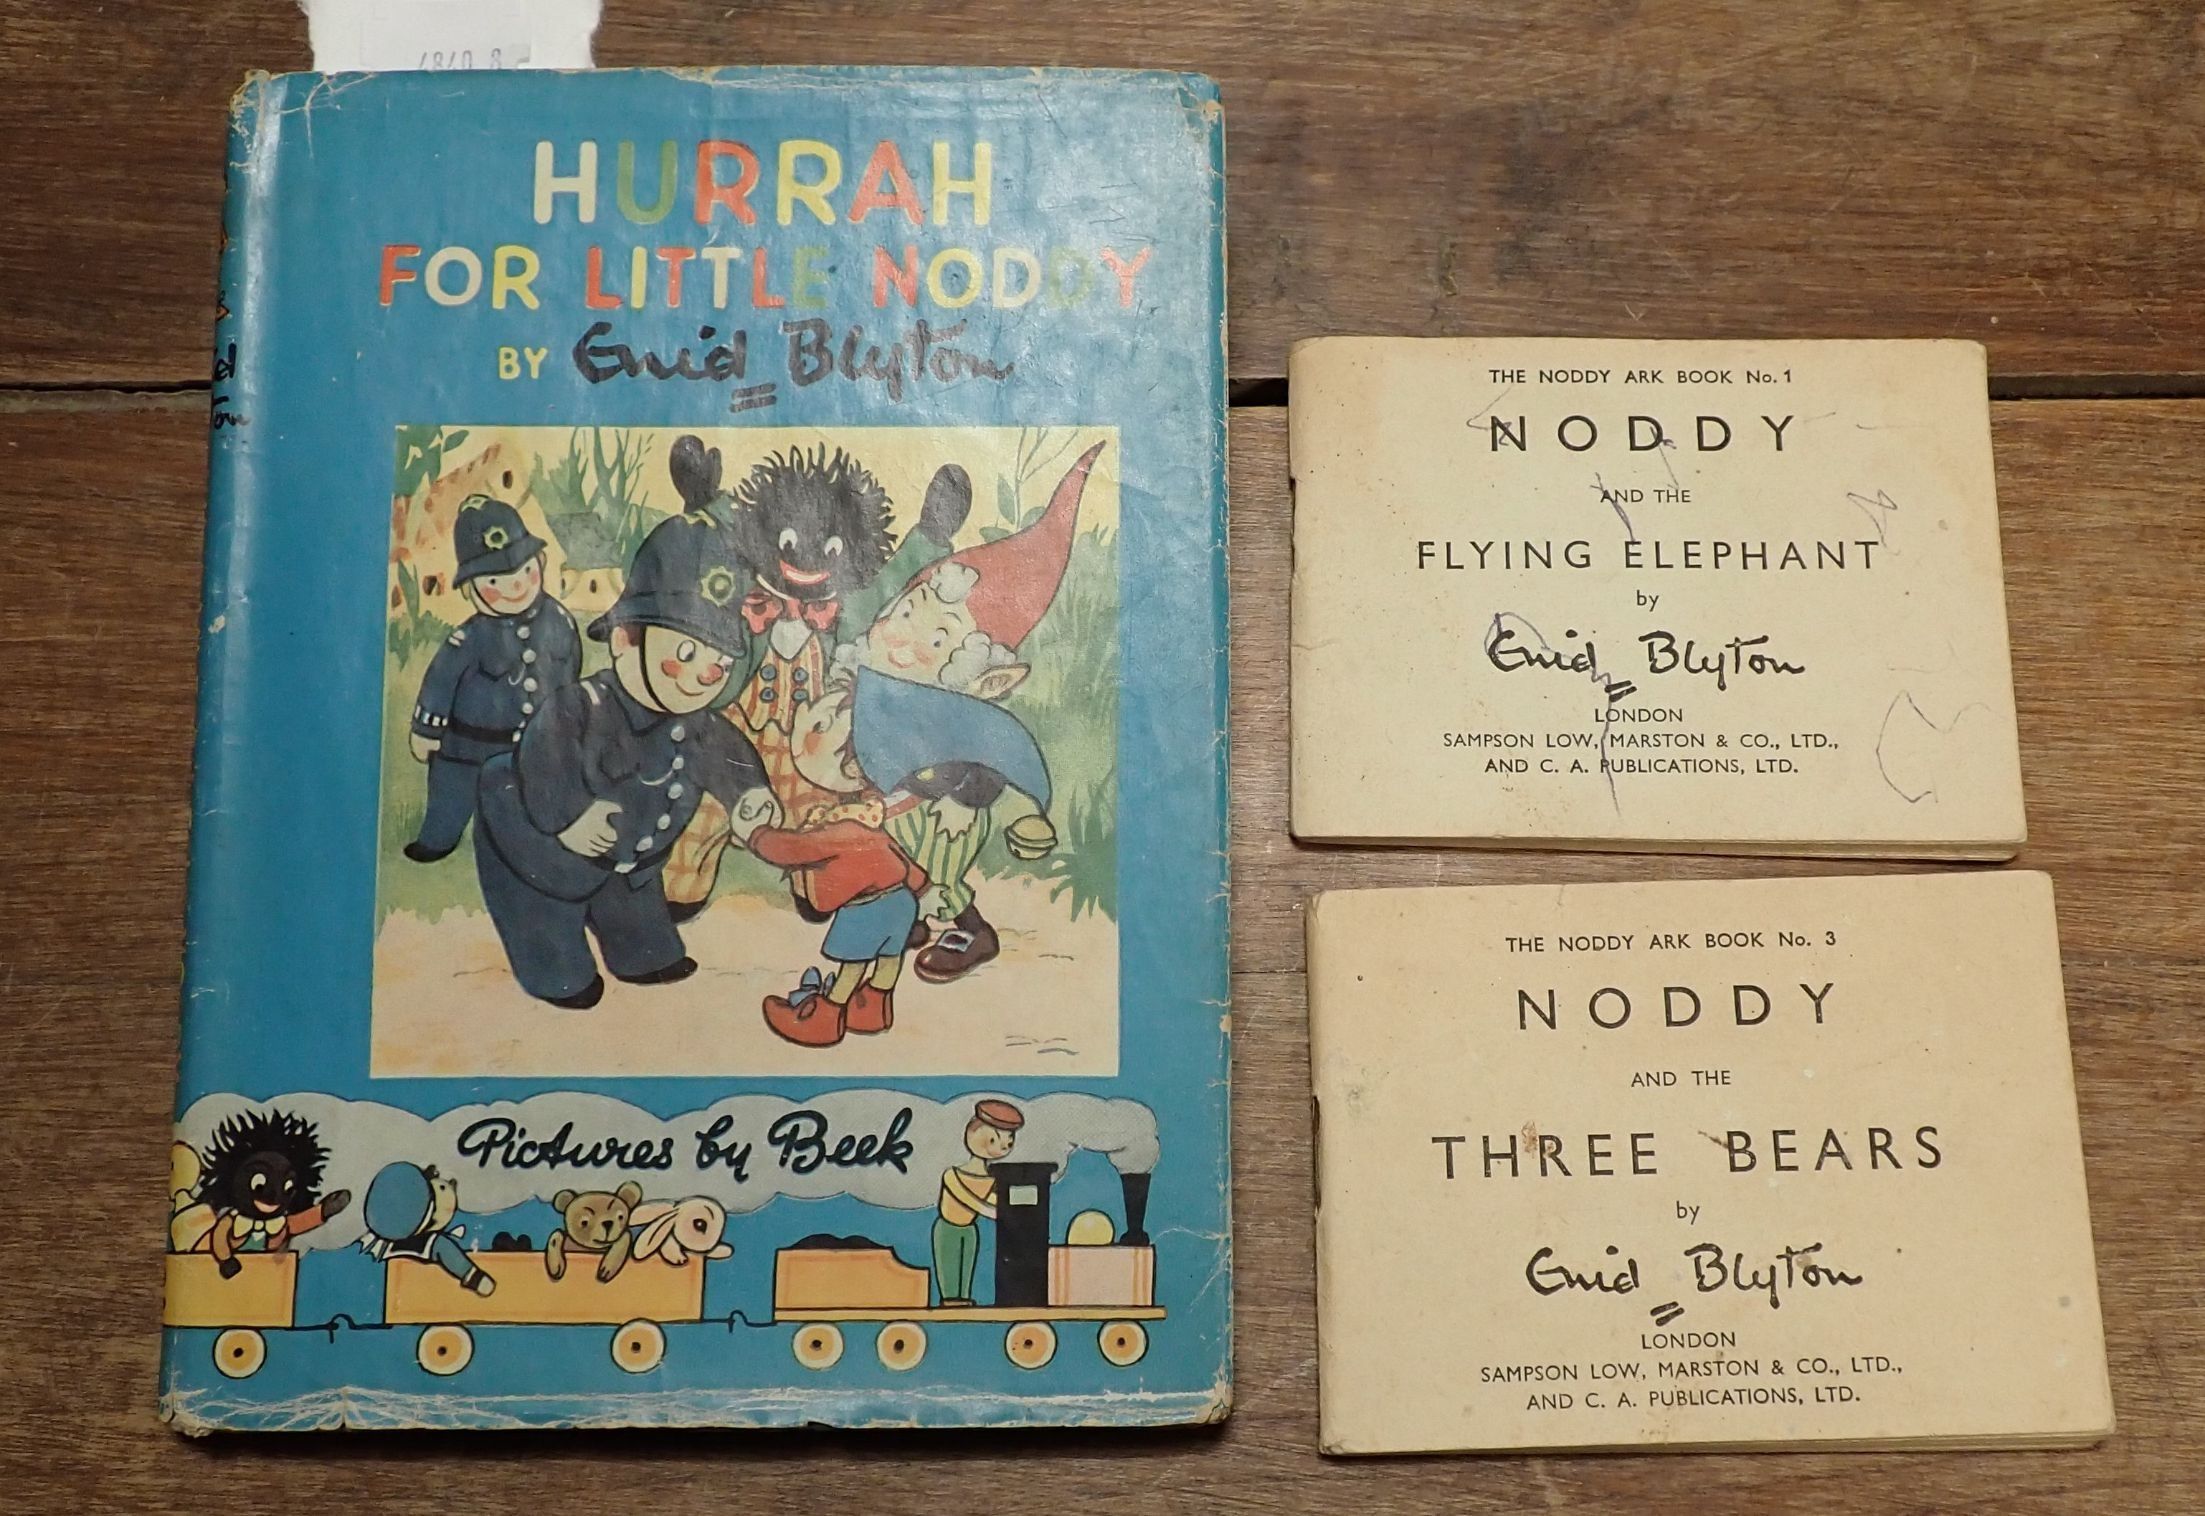 HURRAH
FOR LITTLE NODDY
BY Enid Blyton
Pictures by Beek
THE NODDY ARK BOOK No. 1
NODDY
AND THE
FLYING ELEPHANT
by
Enid Blyton
LONDON
SAMPSON LOW, MARSTON & CO., LTD.,
AND C. A. PUBLICATIONS, LTD.
THE NODDY ARK BOOK No. 3
NODDY
AND THE
THREE BEARS
by
Enid Blyton
LONDON
SAMPSON LOW, MARSTON & CO., LTD.,
AND C. A. PUBLICATIONS, LTD.